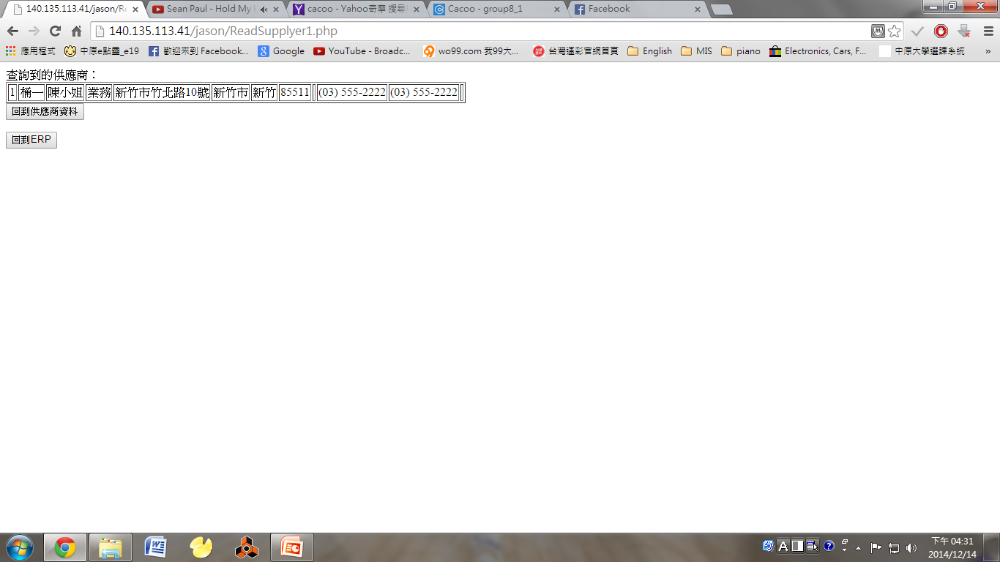 140.135.113.41/jason/Re
Sean Paul - Hold My
cacoo - Yahoo奇摩 搜尋
Cacoo - group8_1
Facebook
140.135.113.41/jason/ReadSupplyer1.php
應用程式 中原e點靈_e19 歡迎來到 Facebook... Google YouTube - Broadc... wo99.com 我99大... 台灣運彩官網首頁 English MIS piano Electronics, Cars, F... 中原大學選課系統 »
查詢到的供應商：
1 稱一 陳小姐 業務 新竹市竹北路10號 新竹市 新竹 85511 (03) 555-2222 (03) 555-2222
回到供應商資料
回到ERP
A
下午 04:31
2014/12/14